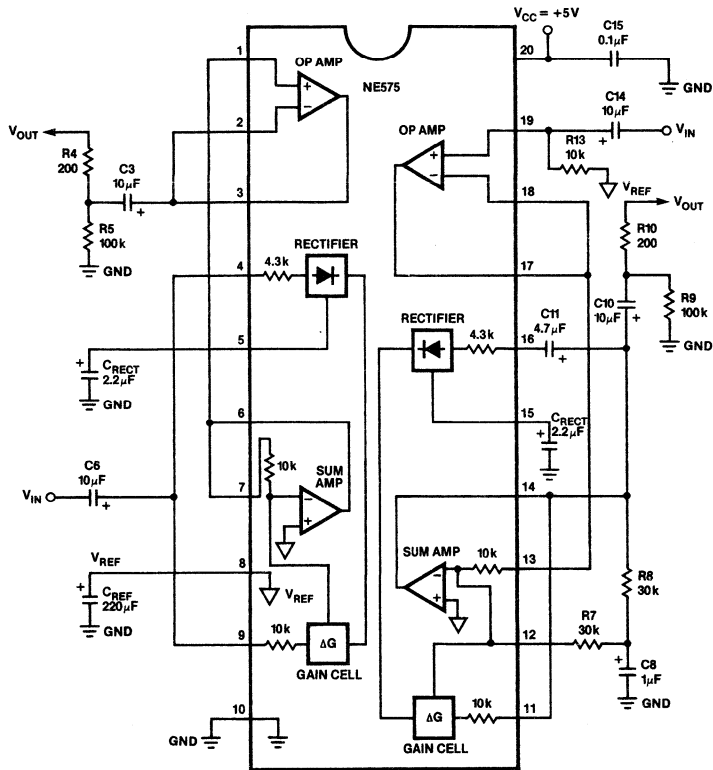 VCC = +5V
C15
0.1µF
GND
20
NE575
1
OP AMP
+
−
2
3
VOUT
R4
200
C3
10µF
+
R5
100k
GND
C14
10µF
+
VIN
19
R13
10k
VREF
OP AMP
+
−
18
17
VOUT
R10
200
C10
10µF
+
R9
100k
GND
RECTIFIER
4
4.3k
5
+
CRECT
2.2µF
GND
RECTIFIER
4.3k
16
C11
4.7µF
+
15
+
CRECT
2.2µF
6
10k
SUM
AMP
−
+
7
C6
10µF
+
VIN
14
SUM AMP
−
+
10k
13
VREF
8
VREF
+
CREF
220µF
GND
9
10k
ΔG
GAIN CELL
R8
30k
R7
30k
12
+
C8
1µF
GND
10k
11
ΔG
GAIN CELL
10
GND